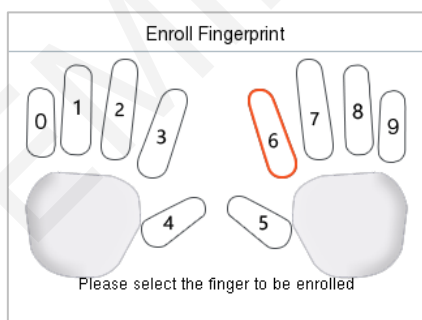 Enroll Fingerprint
0 1 2 3 6 7 8 9
4 5
Please select the finger to be enrolled